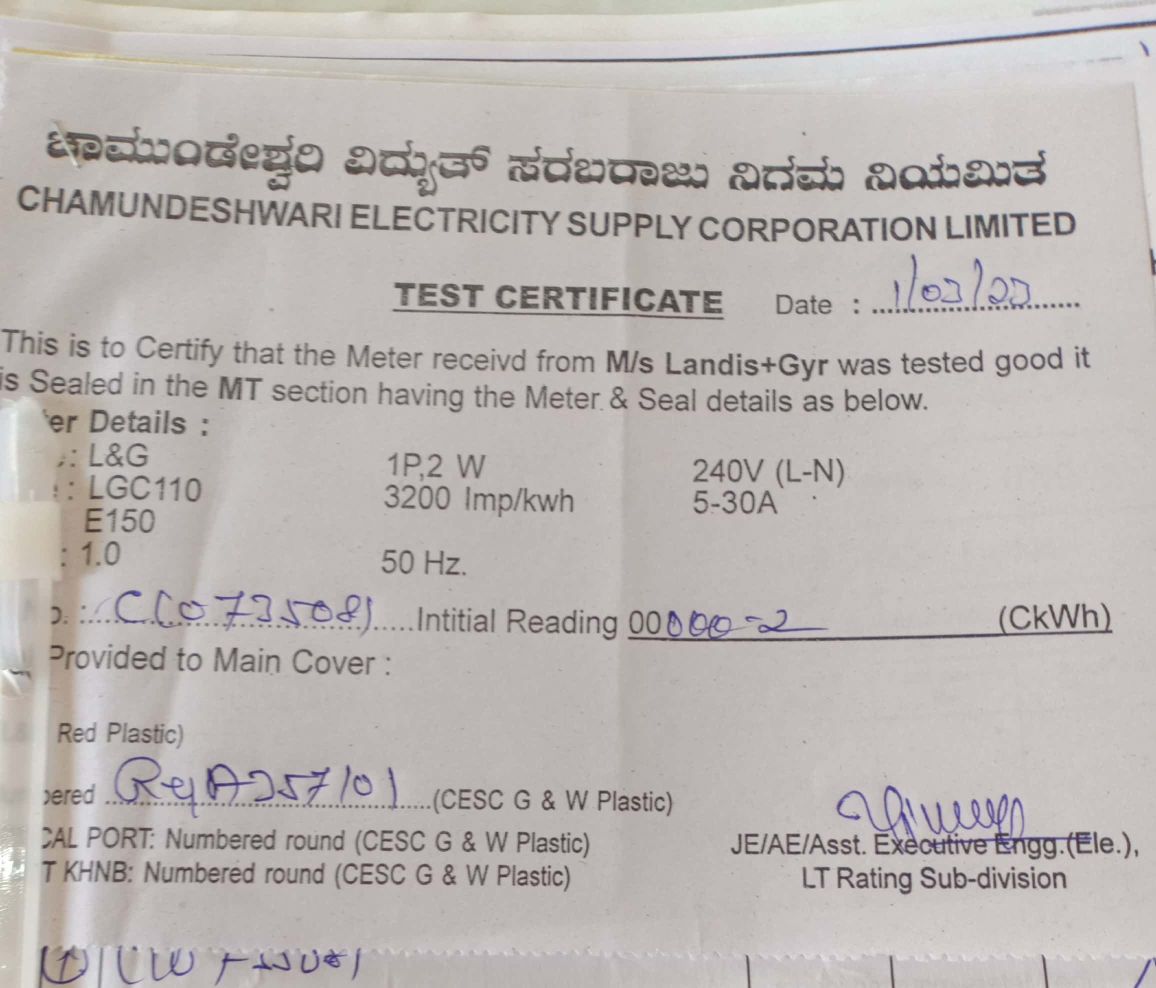 ಚಾಮುಂಡೇಶ್ವರಿ ವಿದ್ಯುತ್ ಸರಬರಾಜು ನಿಗಮ ನಿಯಮಿತ
CHAMUNDESHWARI ELECTRICITY SUPPLY CORPORATION LIMITED
TEST CERTIFICATE Date :
This is to Certify that the Meter receivd from M/s Landis+Gyr was tested good it
is Sealed in the MT section having the Meter & Seal details as below.
er Details :
: L&G 1P,2 W 240V (L-N)
: LGC110 3200 Imp/kwh 5-30A
E150
: 1.0 50 Hz.
Intitial Reading 00000-2 (CkWh)
Provided to Main Cover :
Red Plastic)
bered (CESC G & W Plastic)
CAL PORT: Numbered round (CESC G & W Plastic)
T KHNB: Numbered round (CESC G & W Plastic)
JE/AE/Asst. Executive Engg.(Ele.),
LT Rating Sub-division